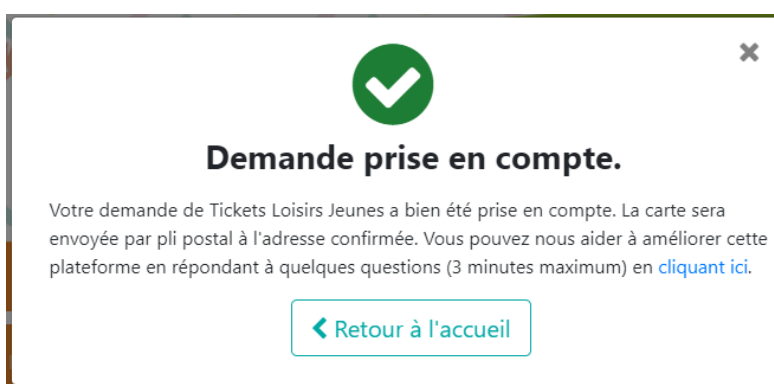 Demande prise en compte.
Votre demande de Tickets Loisirs Jeunes a bien été prise en compte. La carte sera
envoyée par pli postal à l'adresse confirmée. Vous pouvez nous aider à améliorer cette
plateforme en répondant à quelques questions (3 minutes maximum) en cliquant ici.
Retour à l'accueil